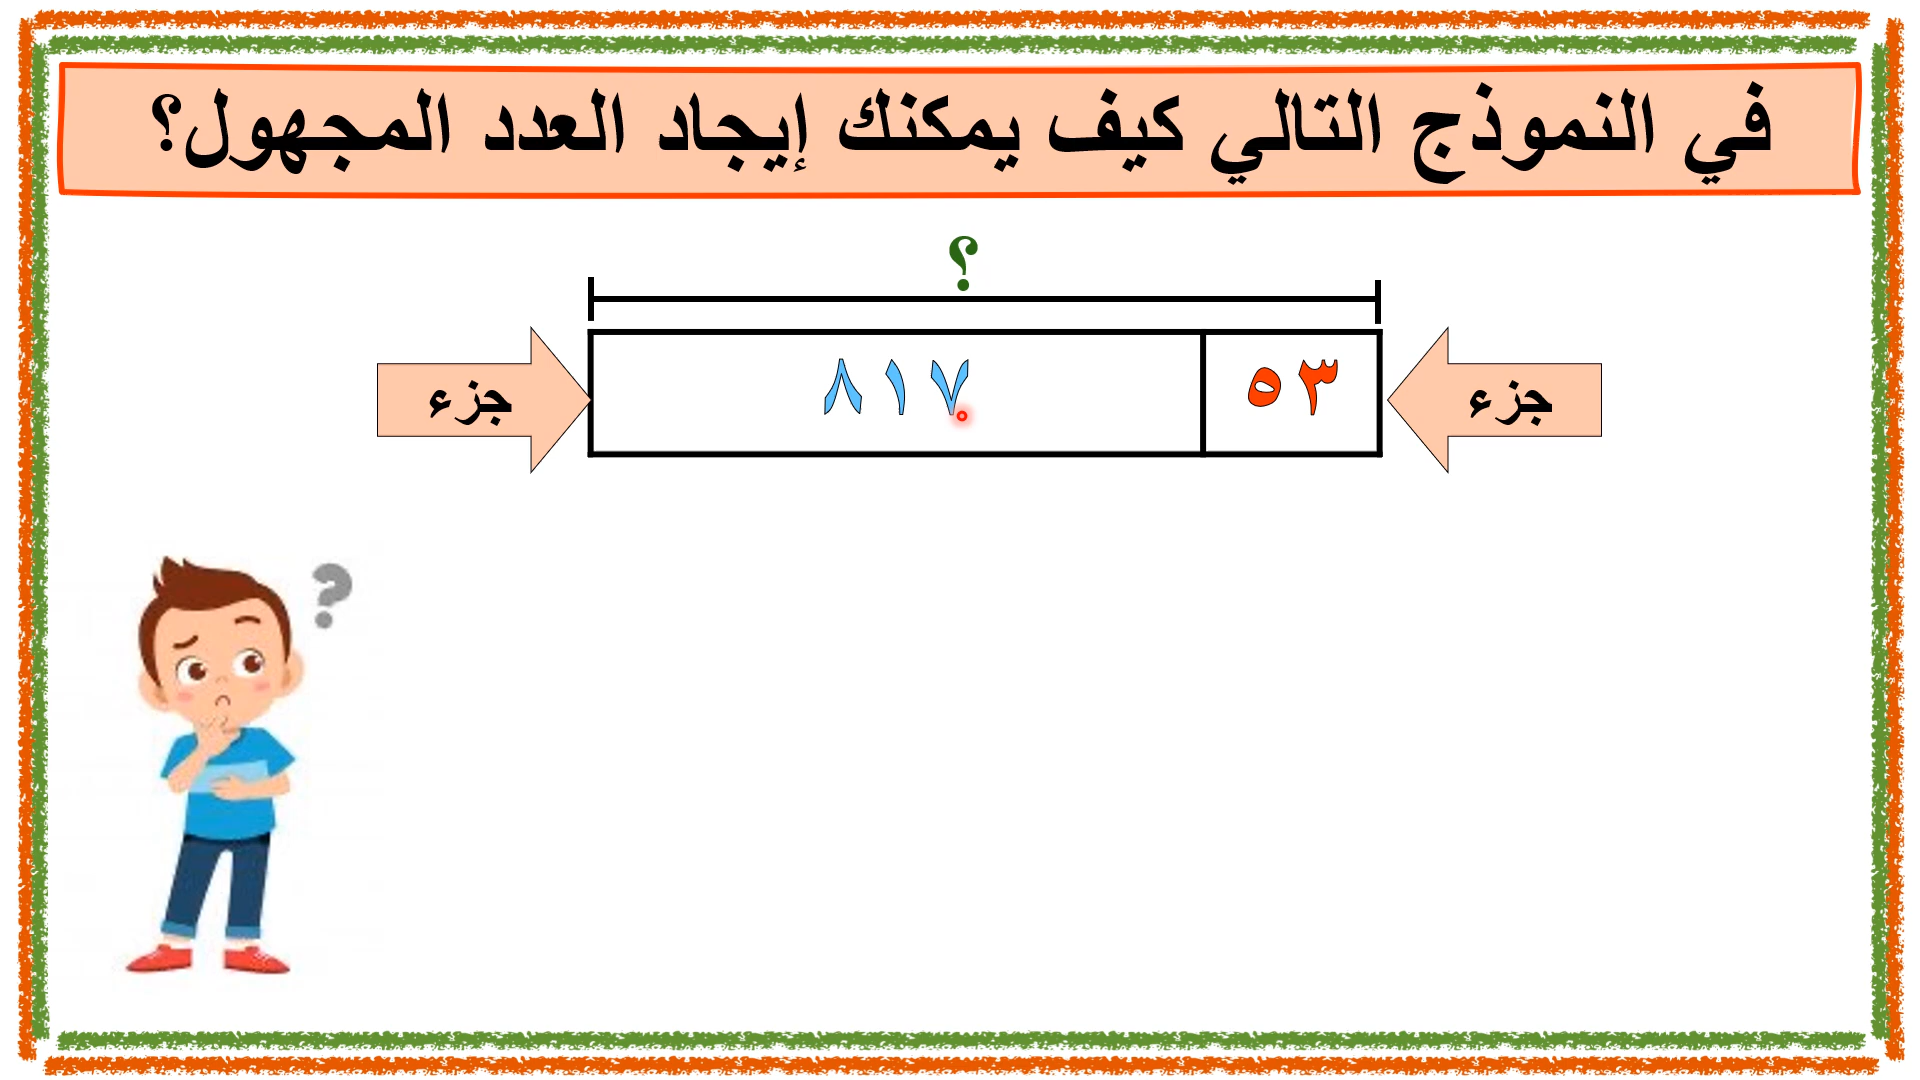 في النموذج التالي كيف يمكنك إيجاد العدد المجهول؟
؟
جزء
٥٣
٨١٧
جزء
?